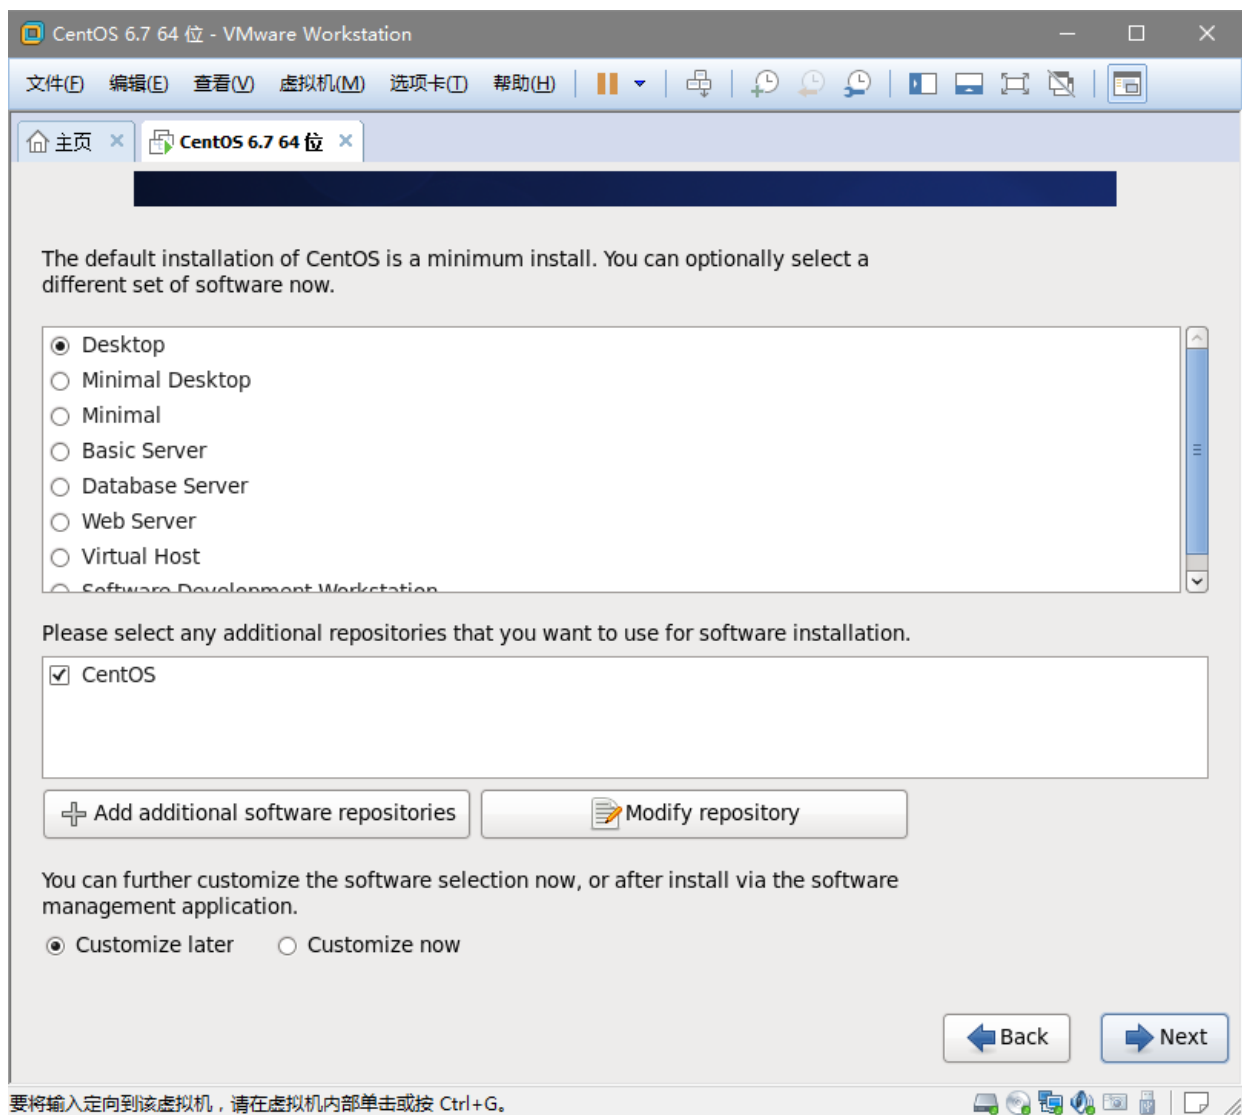 CentOS 6.7 64 位 - VMware Workstation
文件(F) 编辑(E) 查看(V) 虚拟机(M) 选项卡(T) 帮助(H)
主页 CentOS 6.7 64 位
The default installation of CentOS is a minimum install. You can optionally select a
different set of software now.
Desktop
Minimal Desktop
Minimal
Basic Server
Database Server
Web Server
Virtual Host
Software Development Workstation
Please select any additional repositories that you want to use for software installation.
CentOS
Add additional software repositories Modify repository
You can further customize the software selection now, or after install via the software
management application.
Customize later Customize now
Back Next
要将输入定向到该虚拟机，请在虚拟机内部单击或按 Ctrl+G。